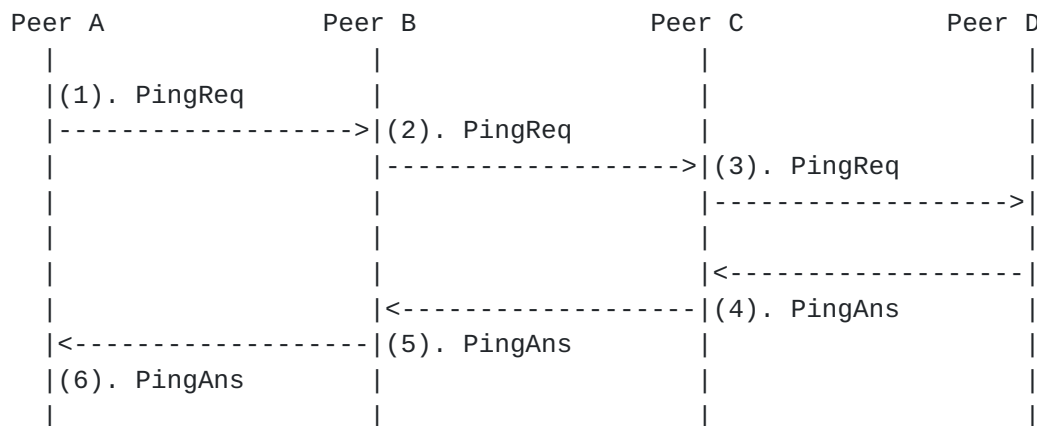 Peer A Peer B Peer C Peer D
(1). PingReq
(2). PingReq
(3). PingReq
(4). PingAns
(5). PingAns
(6). PingAns